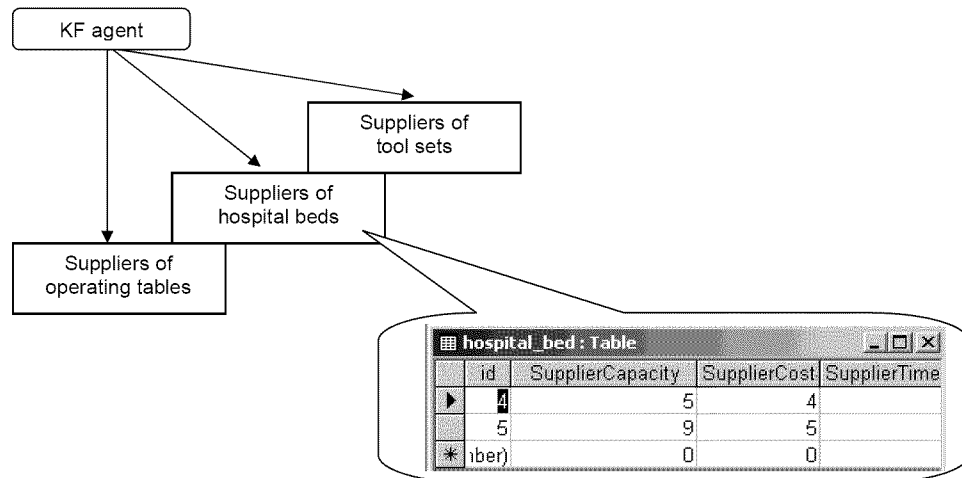 KF agent
Suppliers of
tool sets
Suppliers of
hospital beds
Suppliers of
operating tables
hospital_bed : Table
id SupplierCapacity SupplierCost SupplierTime
4 5 4
5 9 5
nber) 0 0